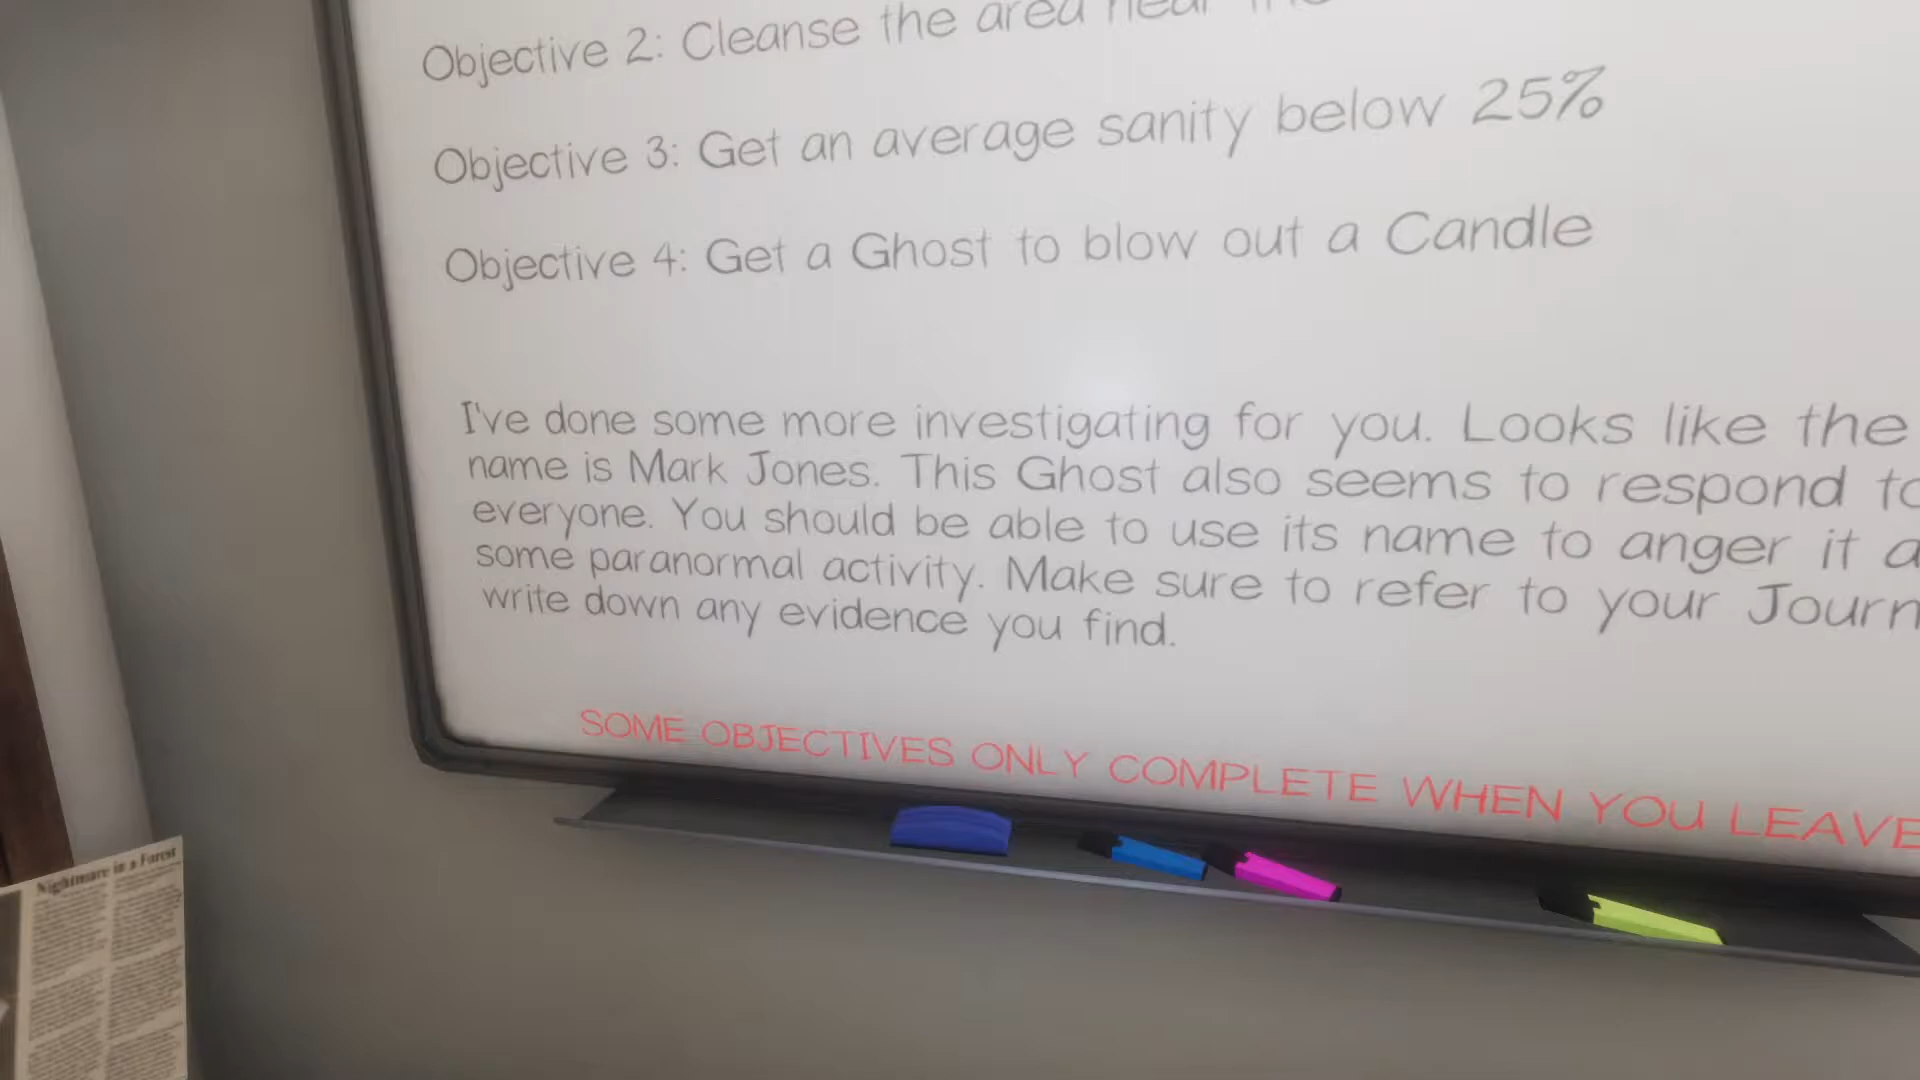 Objective 2: Cleanse the area near
Objective 3: Get an average sanity below 25%
Objective 4: Get a Ghost to blow out a Candle
I've done some more investigating for you. Looks like the
name is Mark Jones. This Ghost also seems to respond to
everyone. You should be able to use its name to anger it
some paranormal activity. Make sure to refer to your Journ
write down any evidence you find.
SOME OBJECTIVES ONLY COMPLETE WHEN YOU LEAVE
Nightmare in a Forest